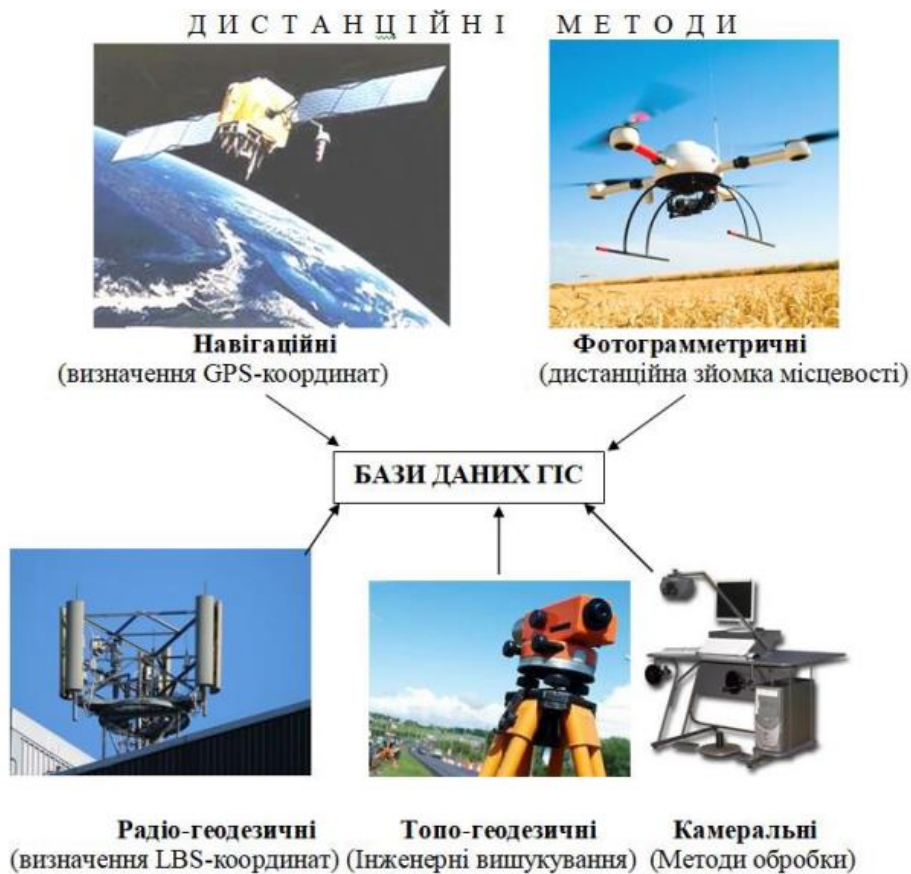 ДИСТАНЦІЙНІ МЕТОДИ
Навігаційні
(визначення GPS-координат)
Фотограмметричні
(дистанційна зйомка місцевості)
БАЗИ ДАНИХ ГІС
Радіо-геодезичні
(визначення LBS-координат)
Топо-геодезичні
(Інженерні вишукування)
Камеральні
(Методи обробки)